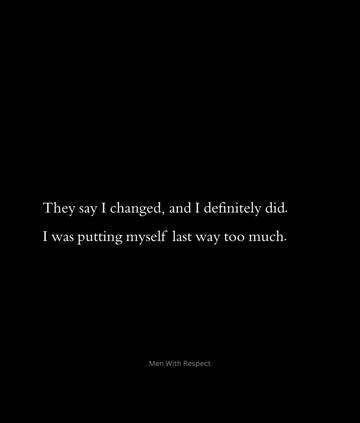 They say I changed, and I definitely did.
I was putting myself last way too much.
Men With Respect